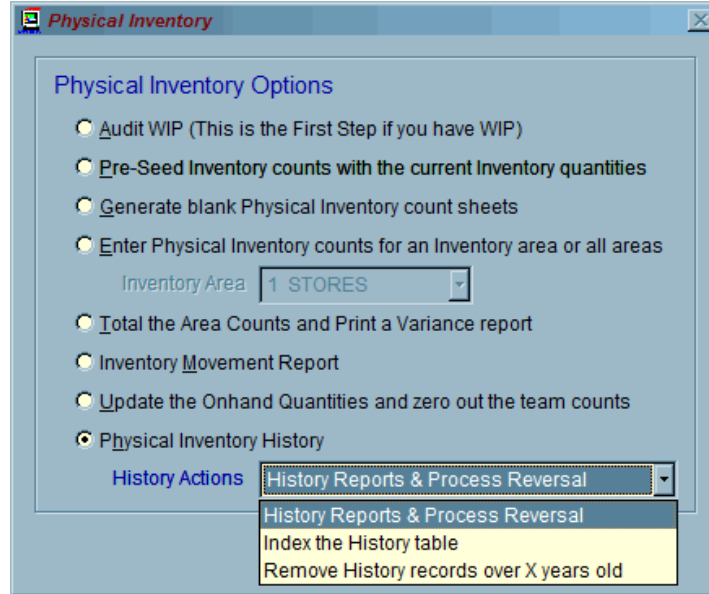 Physical Inventory
Physical Inventory Options
Audit WIP (This is the First Step if you have WIP)
Pre-Seed Inventory counts with the current Inventory quantities
Generate blank Physical Inventory count sheets
Enter Physical Inventory counts for an Inventory area or all areas
Inventory Area 1 STORES
Total the Area Counts and Print a Variance report
Inventory Movement Report
Update the Onhand Quantities and zero out the team counts
Physical Inventory History
History Actions History Reports & Process Reversal
History Reports & Process Reversal
Index the History table
Remove History records over X years old